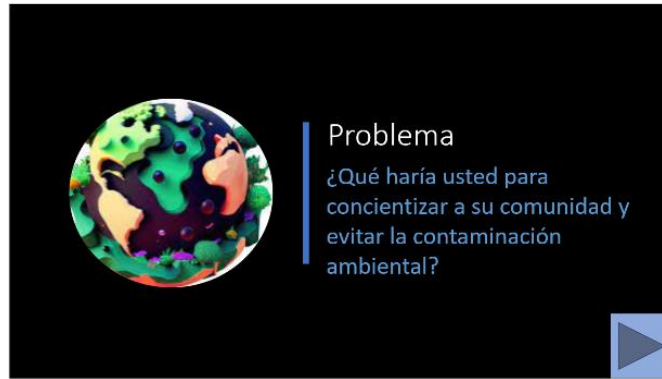 Problema
¿Qué haría usted para
concientizar a su comunidad y
evitar la contaminación
ambiental?